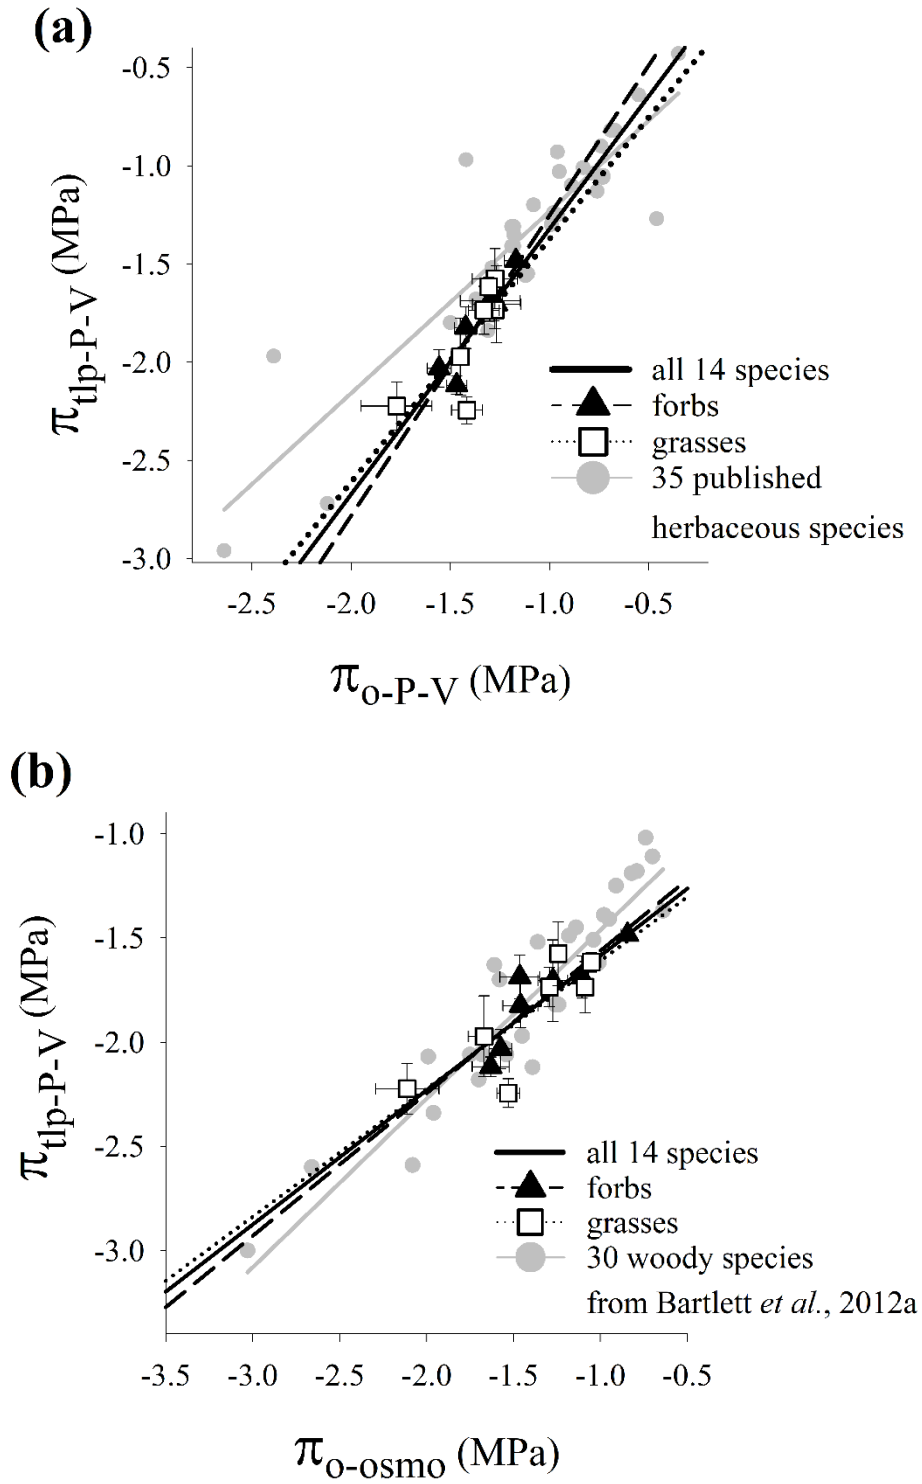 (a)
-0.5
-1.0
-1.5
-2.0
-2.5
-3.0
πtlp-P-V (MPa)
all 14 species
forbs
grasses
35 published
herbaceous species
-2.5 -2.0 -1.5 -1.0 -0.5
πo-P-V (MPa)
(b)
-1.0
-1.5
-2.0
-2.5
-3.0
πtlp-P-V (MPa)
all 14 species
forbs
grasses
30 woody species
from Bartlett et al., 2012a
-3.5 -3.0 -2.5 -2.0 -1.5 -1.0 -0.5
πo-osmo (MPa)